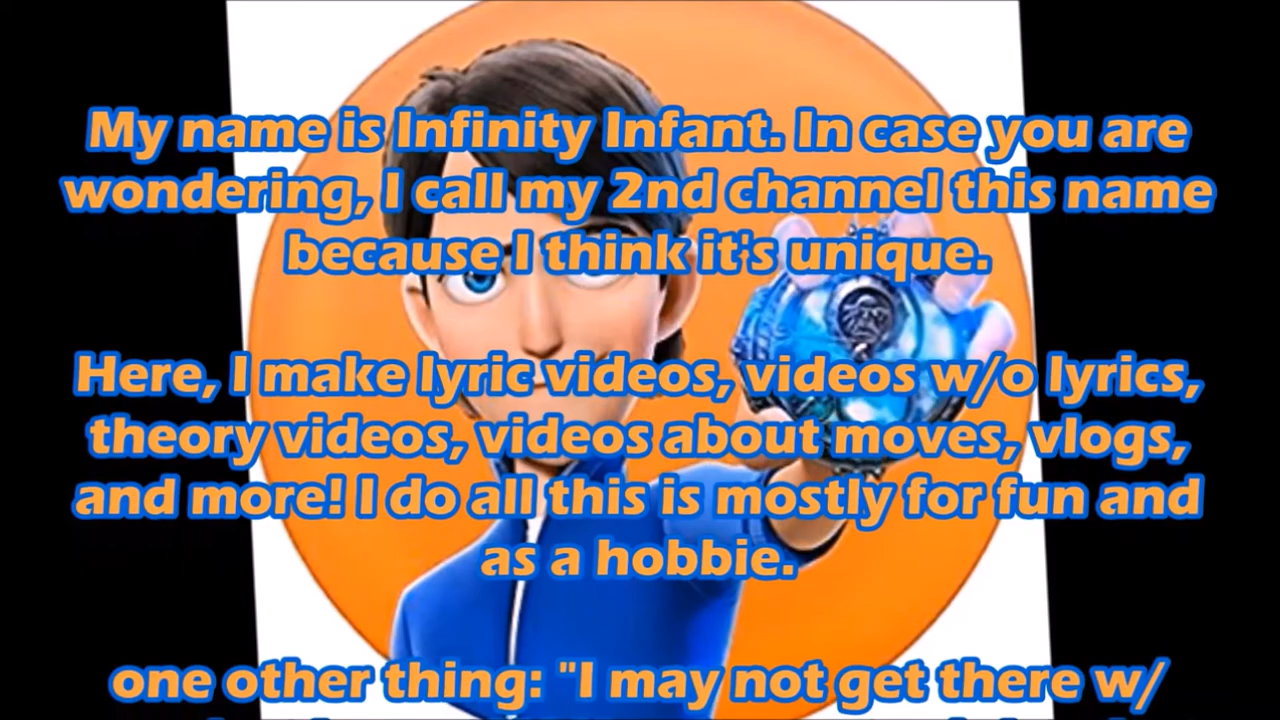 My name is Infinity Infant. In case you are
wondering, I call my 2nd channel this name
because I think it's unique.
Here, I make lyric videos, videos w/o lyrics,
theory videos, videos about moves, vlogs,
and more! I do all this is mostly for fun and
as a hobbie.
one other thing: "I may not get there w/